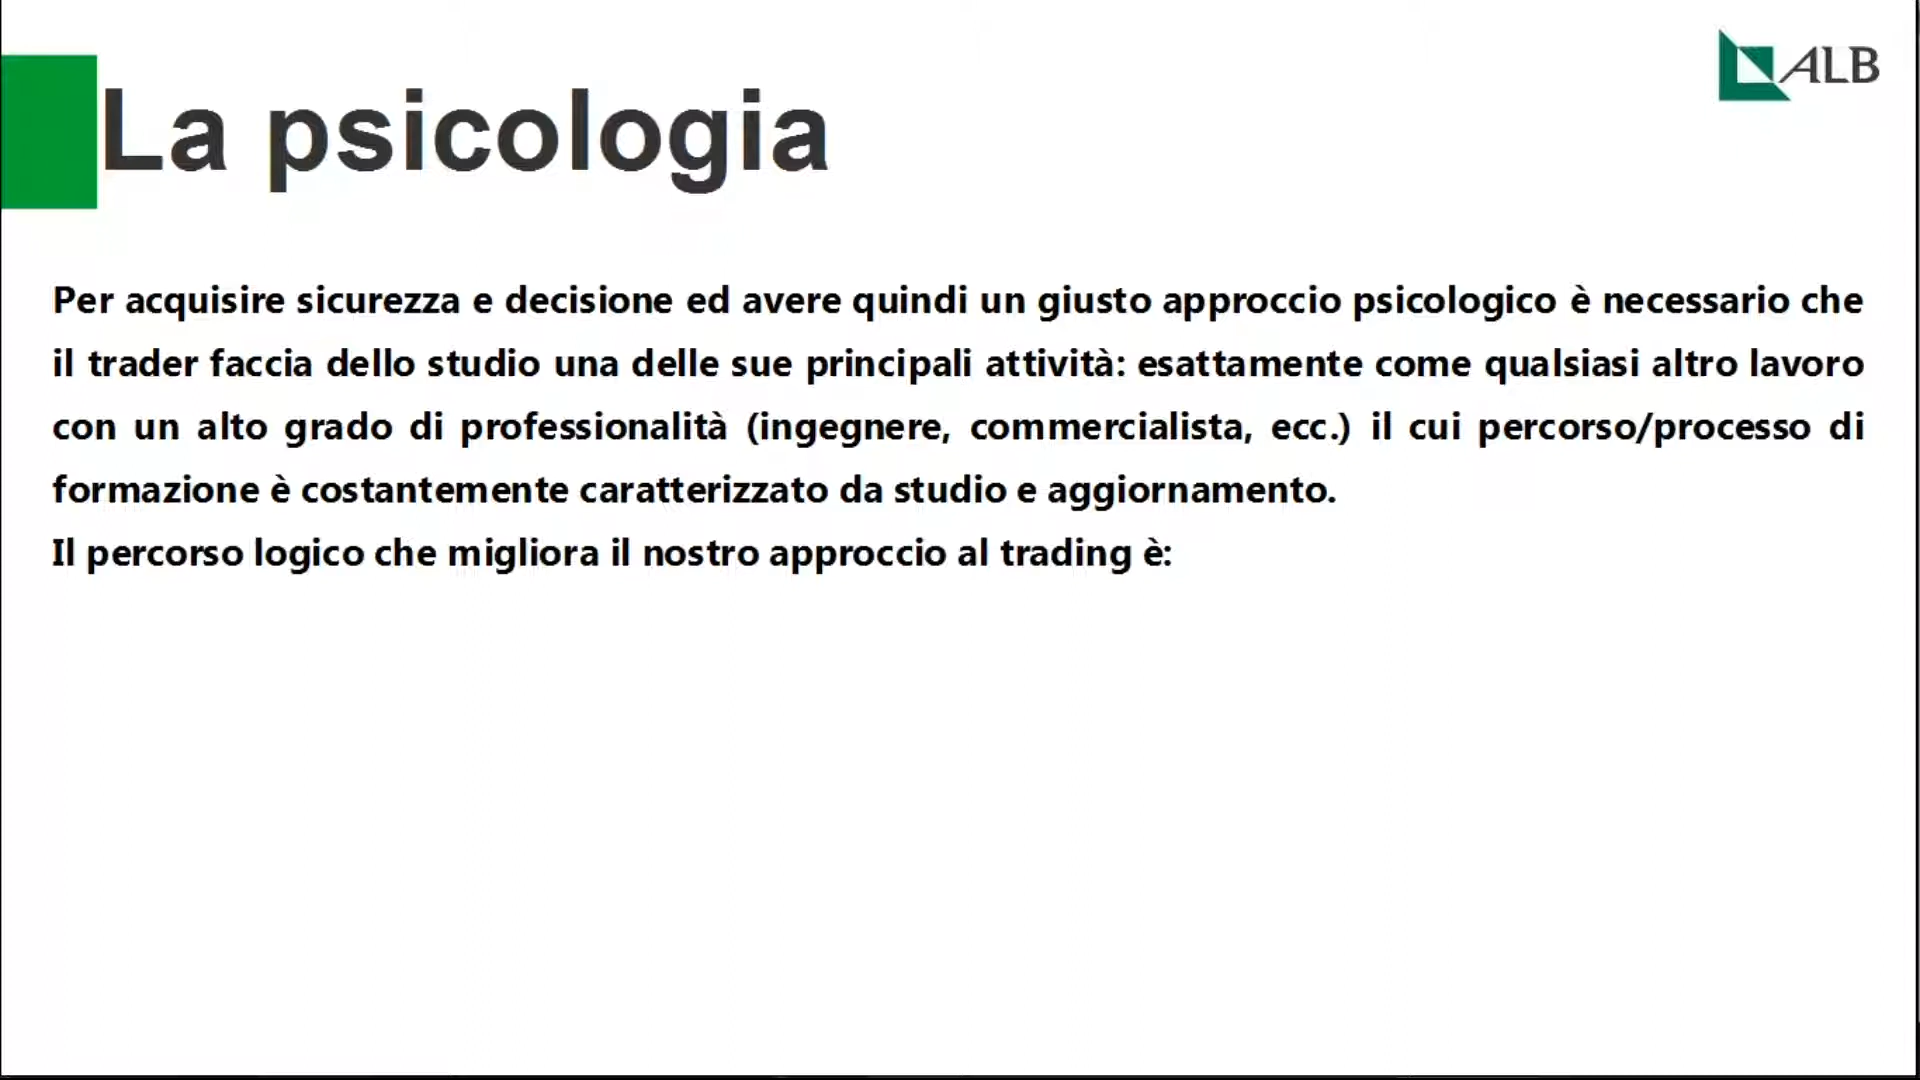 ALB
La psicologia
Per acquisire sicurezza e decisione ed avere quindi un giusto approccio psicologico è necessario che
il trader faccia dello studio una delle sue principali attività: esattamente come qualsiasi altro lavoro
con un alto grado di professionalità (ingegnere, commercialista, ecc.) il cui percorso/processo di
formazione è costantemente caratterizzato da studio e aggiornamento.
Il percorso logico che migliora il nostro approccio al trading è: